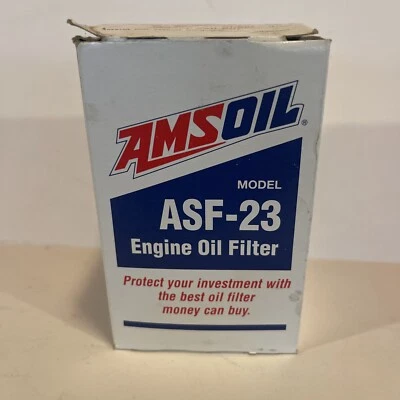 AMSOIL®
MODEL
ASF-23
Engine Oil Filter
Protect your investment with
the best oil filter
money can buy.